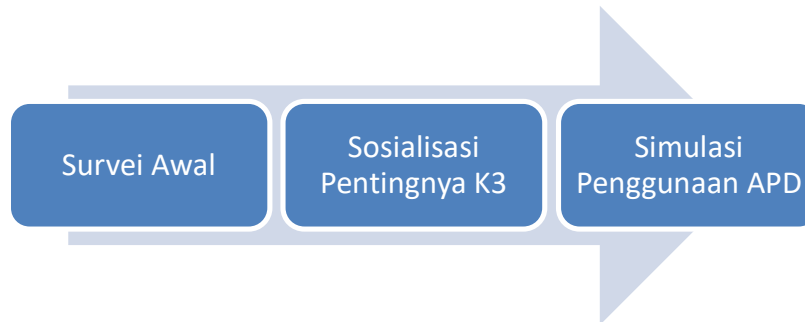 Survei Awal
Sosialisasi
Pentingnya K3
Simulasi
Penggunaan APD